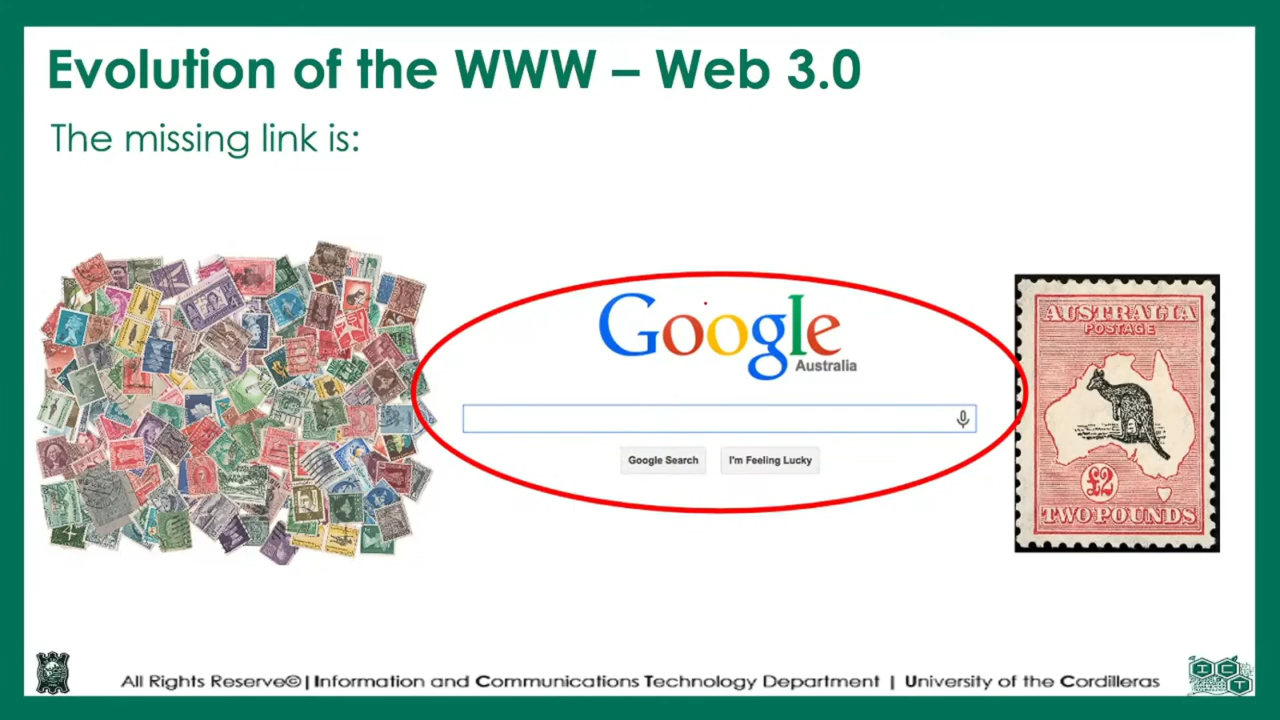 Evolution of the WWW – Web 3.0
The missing link is:
Google
Australia
Google Search
I'm Feeling Lucky
AUSTRALIA
POSTAGE
£2
TWO POUNDS
All Rights Reserve© | Information and Communications Technology Department | University of the Cordilleras
I C
T